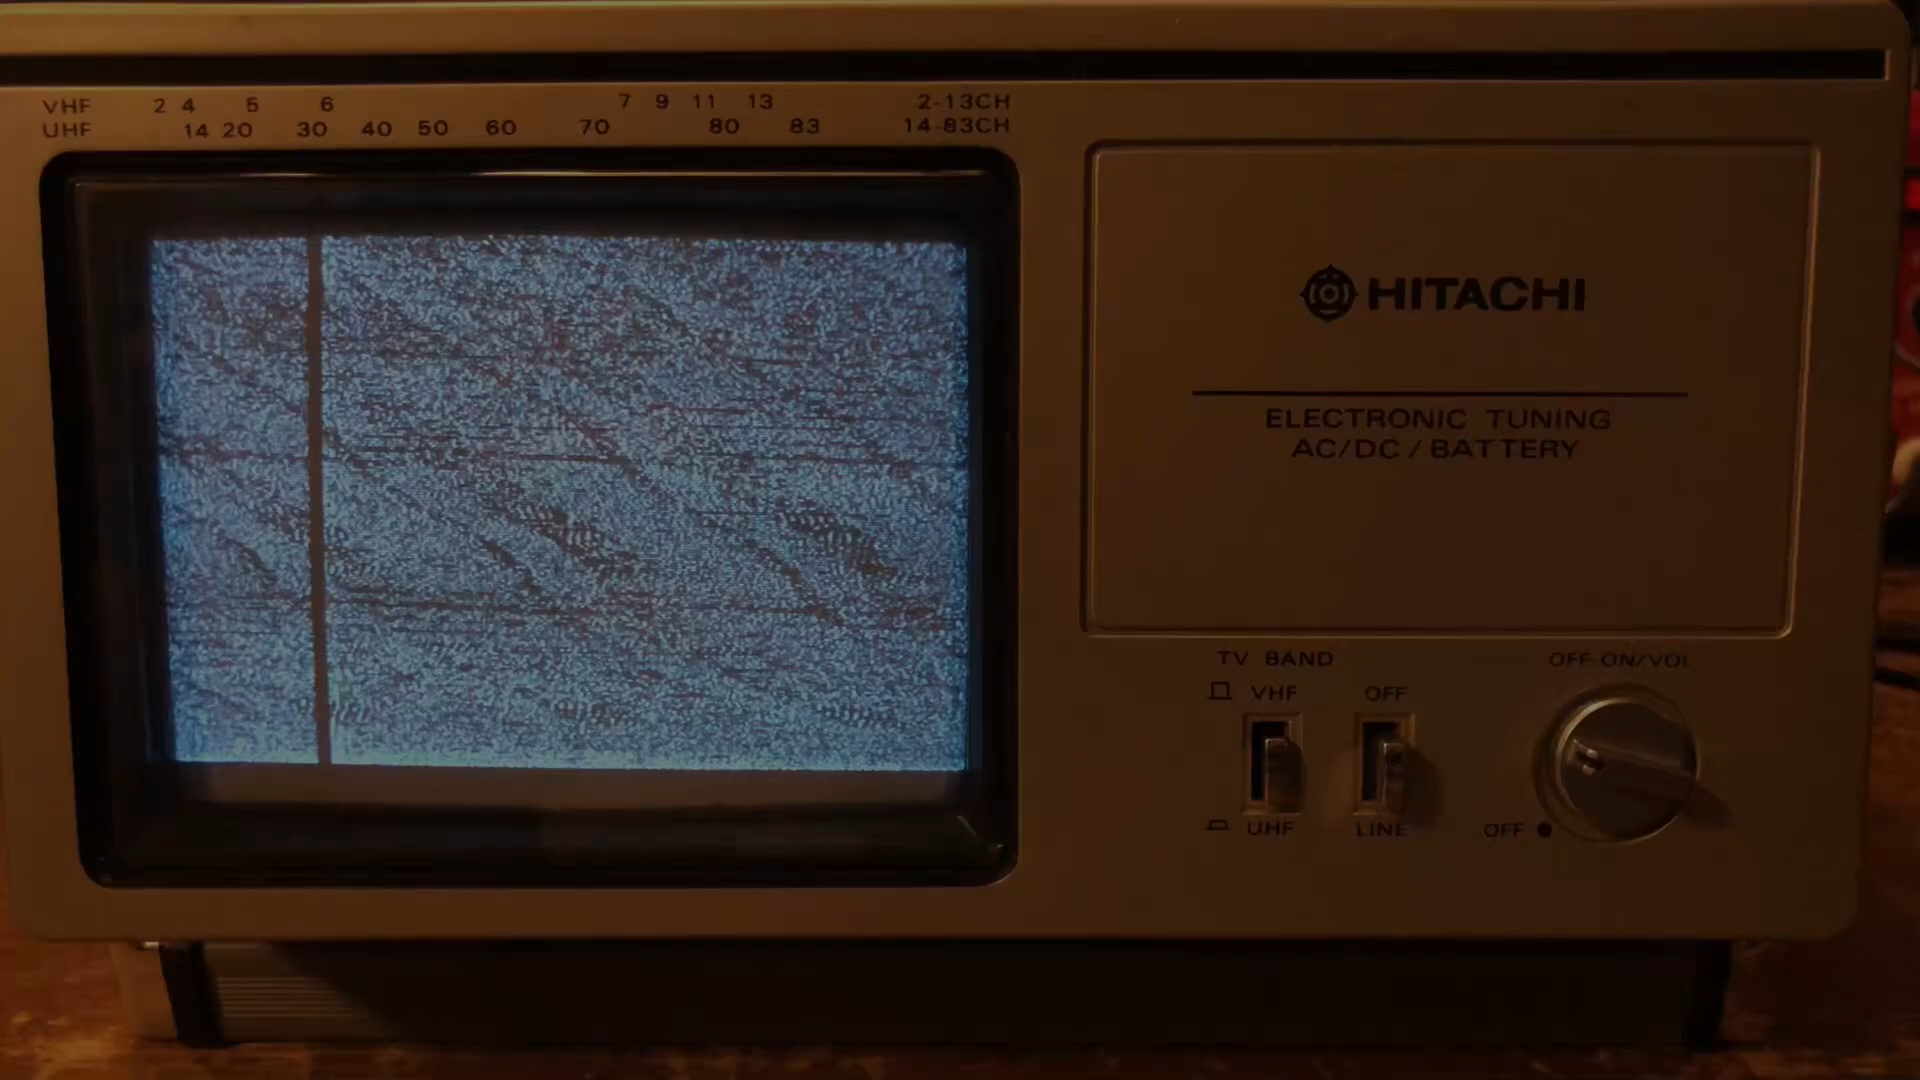 VHF 2 4 5 6 7 9 11 13 2-13CH
UHF 14 20 30 40 50 60 70 80 83 14-83CH
HITACHI
ELECTRONIC TUNING
AC/DC / BATTERY
TV BAND OFF-ON/VOL
VHF OFF
UHF LINE OFF